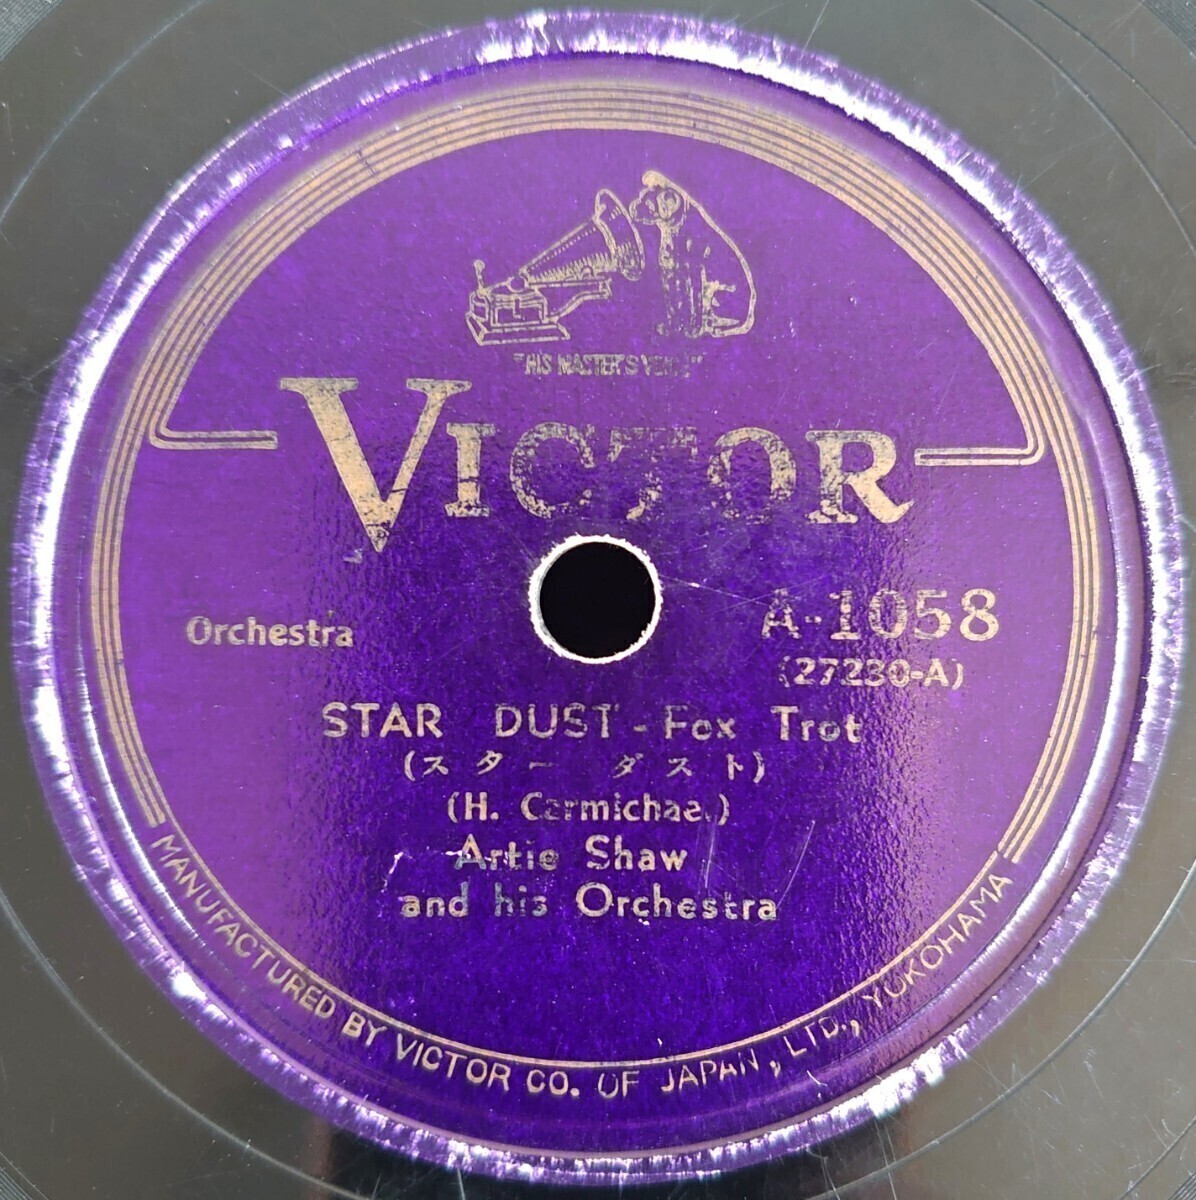 "HIS MASTER'S VOICE"
VICTOR
Orchestra
A-1058
(27230-A)
STAR DUST - Fox Trot
(スター ダスト)
(H. Carmichael)
Artie Shaw
and his Orchestra
MANUFACTURED BY VICTOR CO. OF JAPAN, LTD., YOKOHAMA